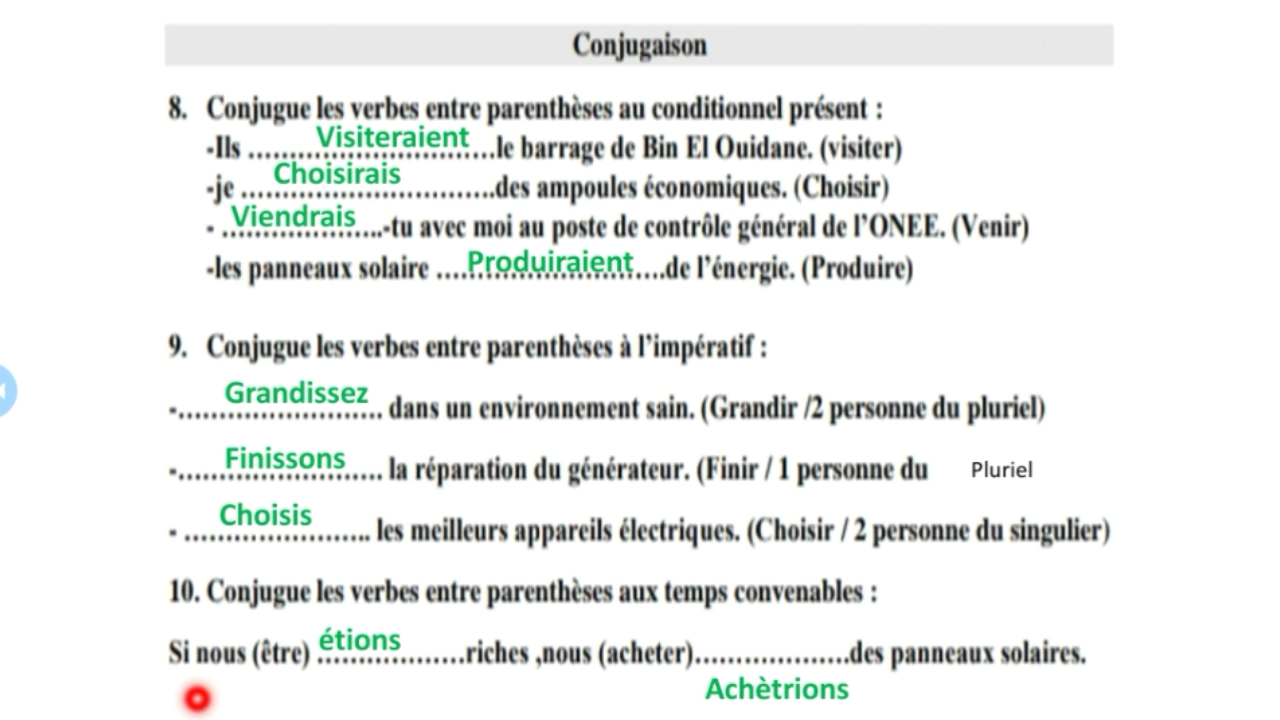 Conjugaison
8. Conjugue les verbes entre parenthèses au conditionnel présent :
-Ils ........Visiteraient........le barrage de Bin El Ouidane. (visiter)
-je ........Choisirais........des ampoules économiques. (Choisir)
- ........Viendrais........-tu avec moi au poste de contrôle général de l'ONEE. (Venir)
-les panneaux solaire ........Produiraient........de l'énergie. (Produire)
9. Conjugue les verbes entre parenthèses à l'impératif :
-........Grandissez........ dans un environnement sain. (Grandir /2 personne du pluriel)
-........Finissons........ la réparation du générateur. (Finir / 1 personne du Pluriel
- ........Choisis........ les meilleurs appareils électriques. (Choisir / 2 personne du singulier)
10. Conjugue les verbes entre parenthèses aux temps convenables :
Si nous (être) ........étions........riches ,nous (acheter)..................des panneaux solaires.
Achètrions